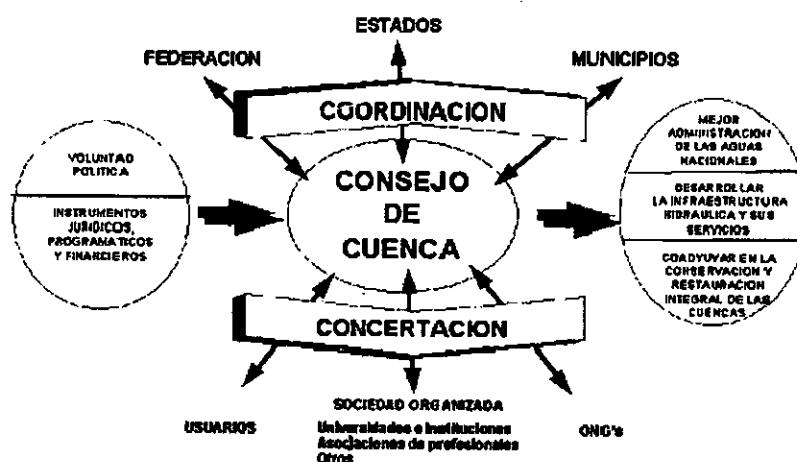 ESTADOS
FEDERACION
MUNICIPIOS
COORDINACION
VOLUNTAD
POLITICA
INSTRUMENTOS
JURIDICOS,
PROGRAMATICOS
Y FINANCIEROS
CONSEJO
DE
CUENCA
MEJOR
ADMINISTRACION
DE LAS AGUAS
NACIONALES
DESARROLLAR
LA INFRAESTRUCTURA
HIDRAULICA Y SUS
SERVICIOS
COADYUVAR EN LA
CONSERVACION Y
RESTAURACION
INTEGRAL DE LAS
CUENCAS
CONCERTACION
USUARIOS
SOCIEDAD ORGANIZADA
Universidades e Instituciones
Asociaciones de profesionales
Otros
ONG's